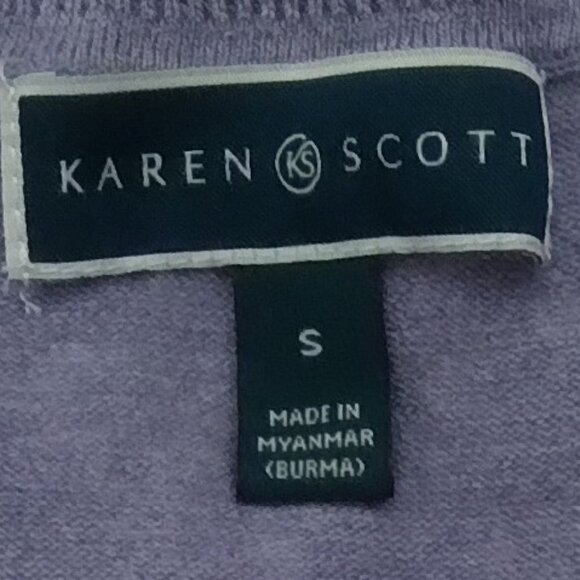 KAREN KS SCOTT
S
MADE IN
MYANMAR
(BURMA)